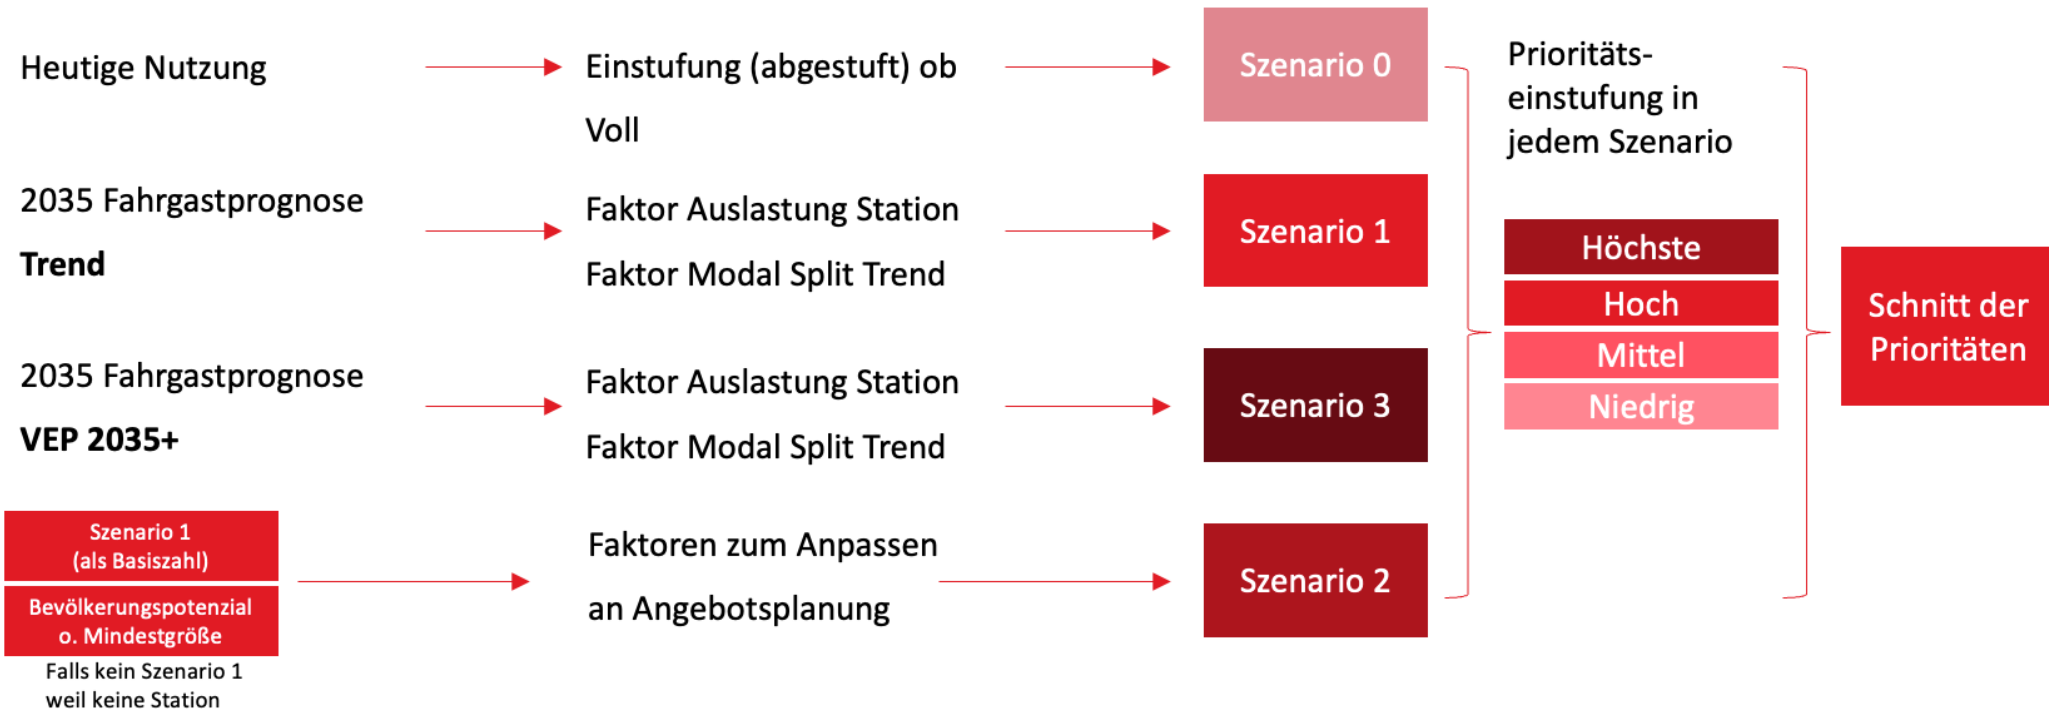 Heutige Nutzung
Einstufung (abgestuft) ob
Voll
Szenario 0
2035 Fahrgastprognose
Trend
Faktor Auslastung Station
Faktor Modal Split Trend
Szenario 1
2035 Fahrgastprognose
VEP 2035+
Faktor Auslastung Station
Faktor Modal Split Trend
Szenario 3
Szenario 1
(als Basiszahl)
Bevölkerungspotenzial
o. Mindestgröße
Falls kein Szenario 1
weil keine Station
Faktoren zum Anpassen
an Angebotsplanung
Szenario 2
Prioritäts-
einstufung in
jedem Szenario
Höchste
Hoch
Mittel
Niedrig
Schnitt der
Prioritäten